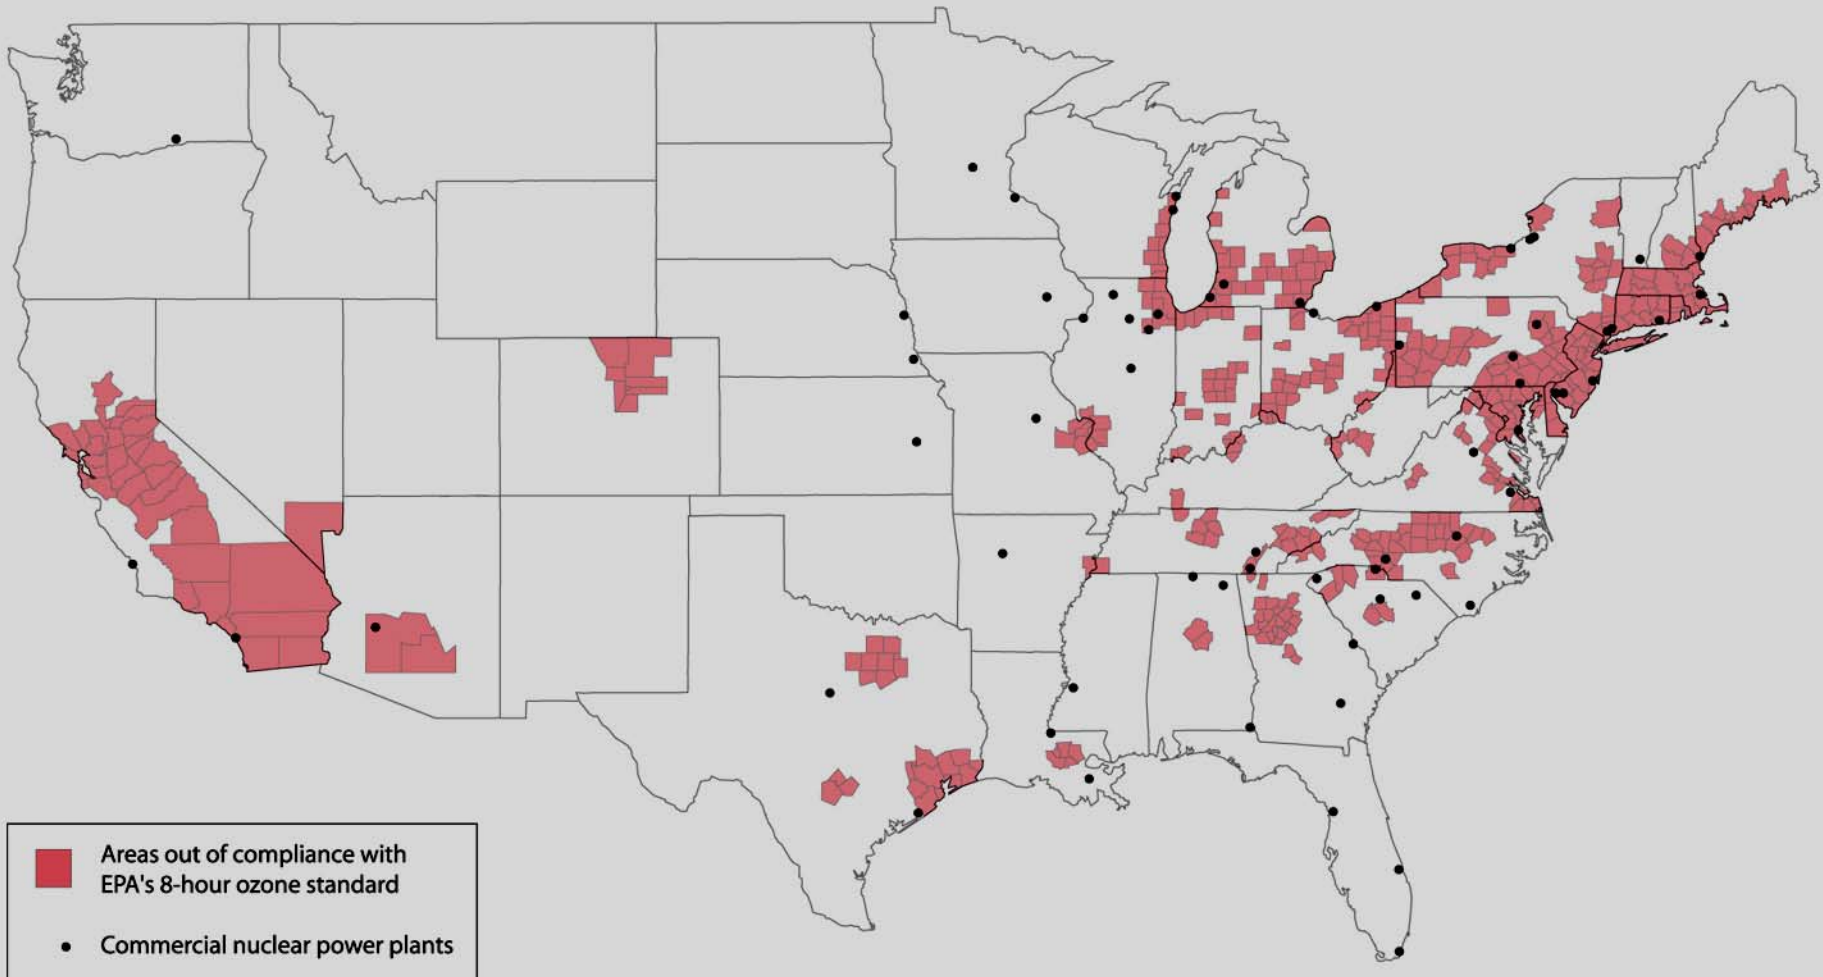 Areas out of compliance with
EPA's 8-hour ozone standard
Commercial nuclear power plants